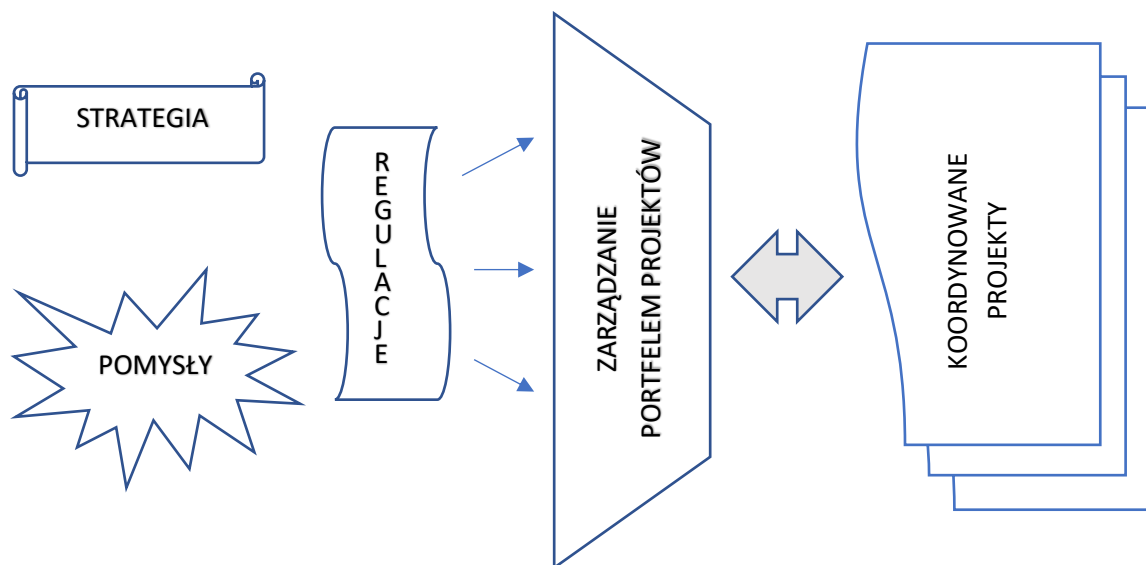 STRATEGIA
POMYSŁY
REGULACJE
ZARZĄDZANIE
PORTFELEM PROJEKTÓW
KOORDYNOWANE
PROJEKTY